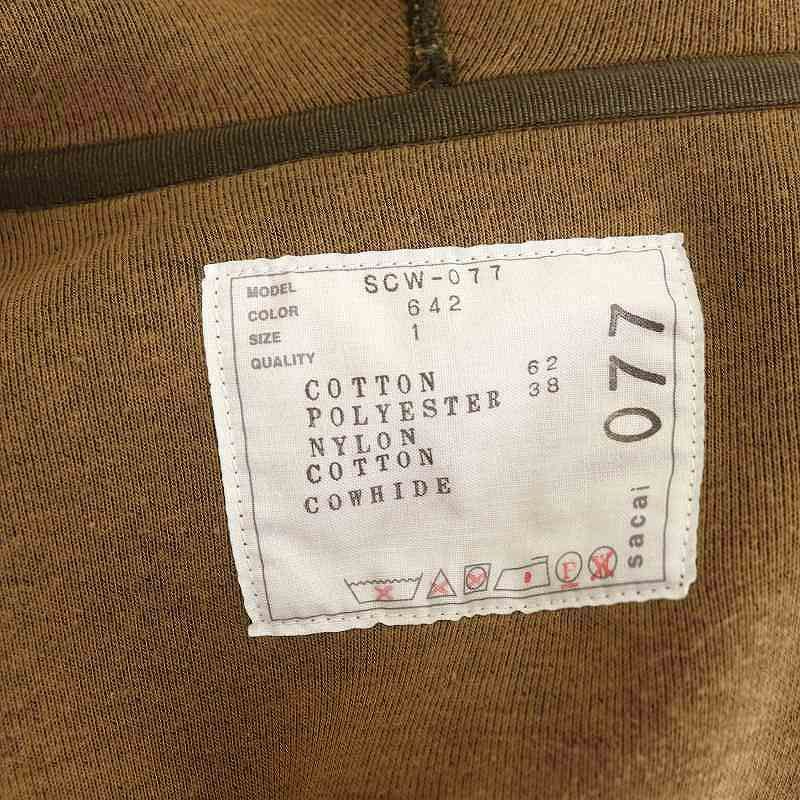 MODEL SCW-077
COLOR 642
SIZE 1
QUALITY
COTTON 62
POLYESTER 38
NYLON
COTTON
COWHIDE
F
W
sacai 077